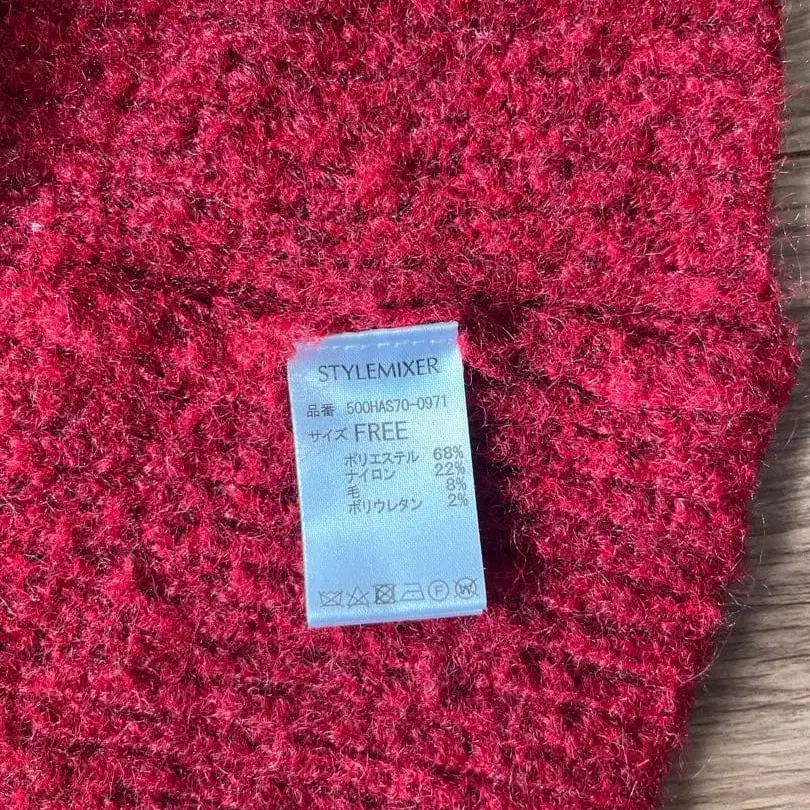 STYLEMIXER
品番 500HAS70-0971
サイズ FREE
ポリエステル 68%
ナイロン 22%
毛 8%
ポリウレタン 2%
F W